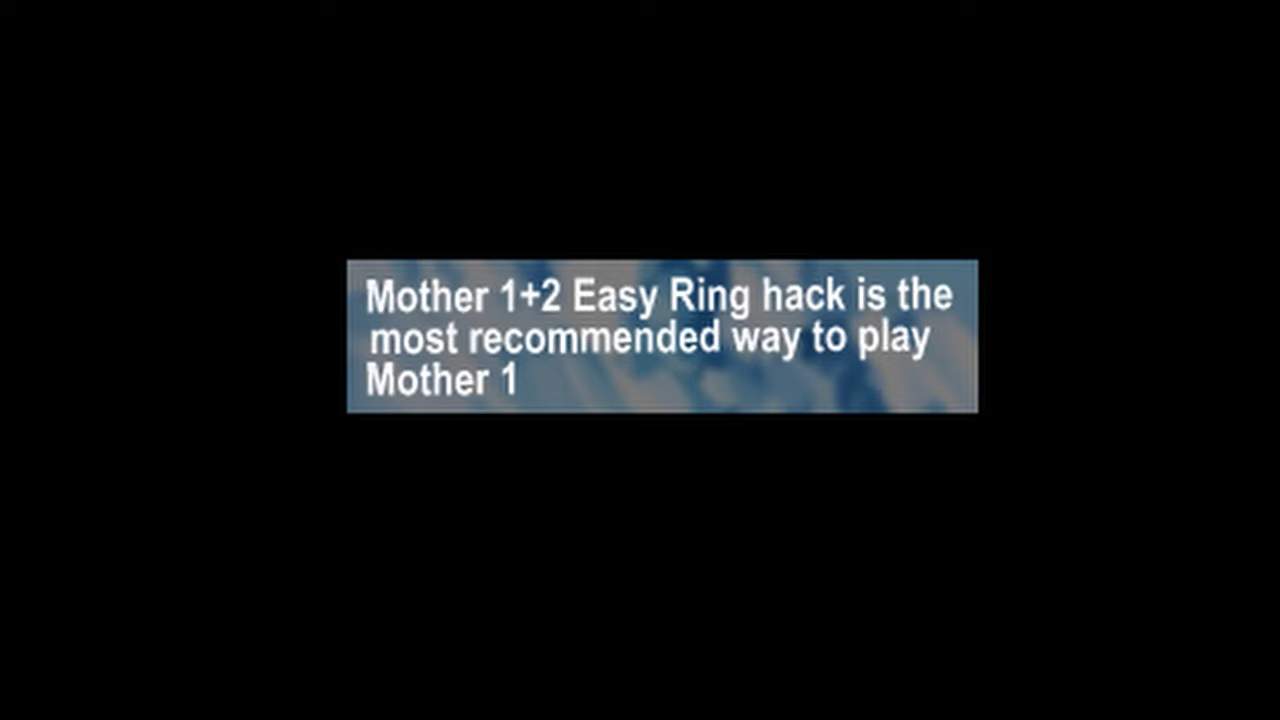 Mother 1+2 Easy Ring hack is the
most recommended way to play
Mother 1